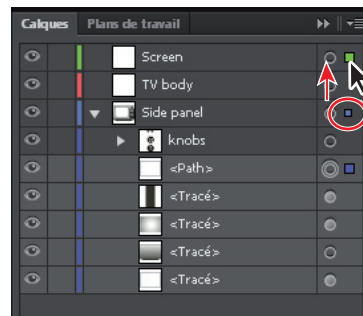 Calques Plans de travail
Screen
TV body
Side panel
knobs
<Path>
<Tracé>
<Tracé>
<Tracé>
<Tracé>